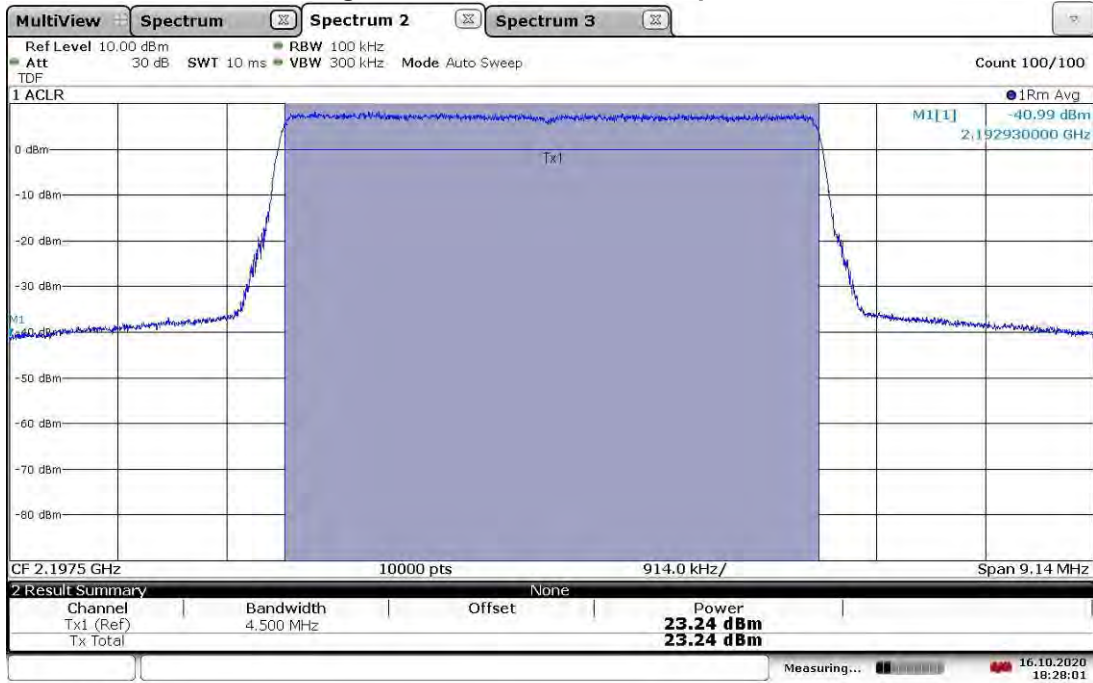 MultiView Spectrum Spectrum 2 Spectrum 3
Ref Level 10.00 dBm RBW 100 kHz
Att 30 dB SWT 10 ms VBW 300 kHz Mode Auto Sweep Count 100/100
TDF
1 ACLR 1Rm Avg
M1[1] -40.99 dBm
2.192930000 GHz
0 dBm
Tx1
-10 dBm
-20 dBm
-30 dBm
M1
-40 dBm
-50 dBm
-60 dBm
-70 dBm
-80 dBm
CF 2.1975 GHz 10000 pts 914.0 kHz/ Span 9.14 MHz
2 Result Summary None
Channel Bandwidth Offset Power
Tx1 (Ref) 4.500 MHz 23.24 dBm
Tx Total 23.24 dBm
Measuring... 16.10.2020
18:28:01